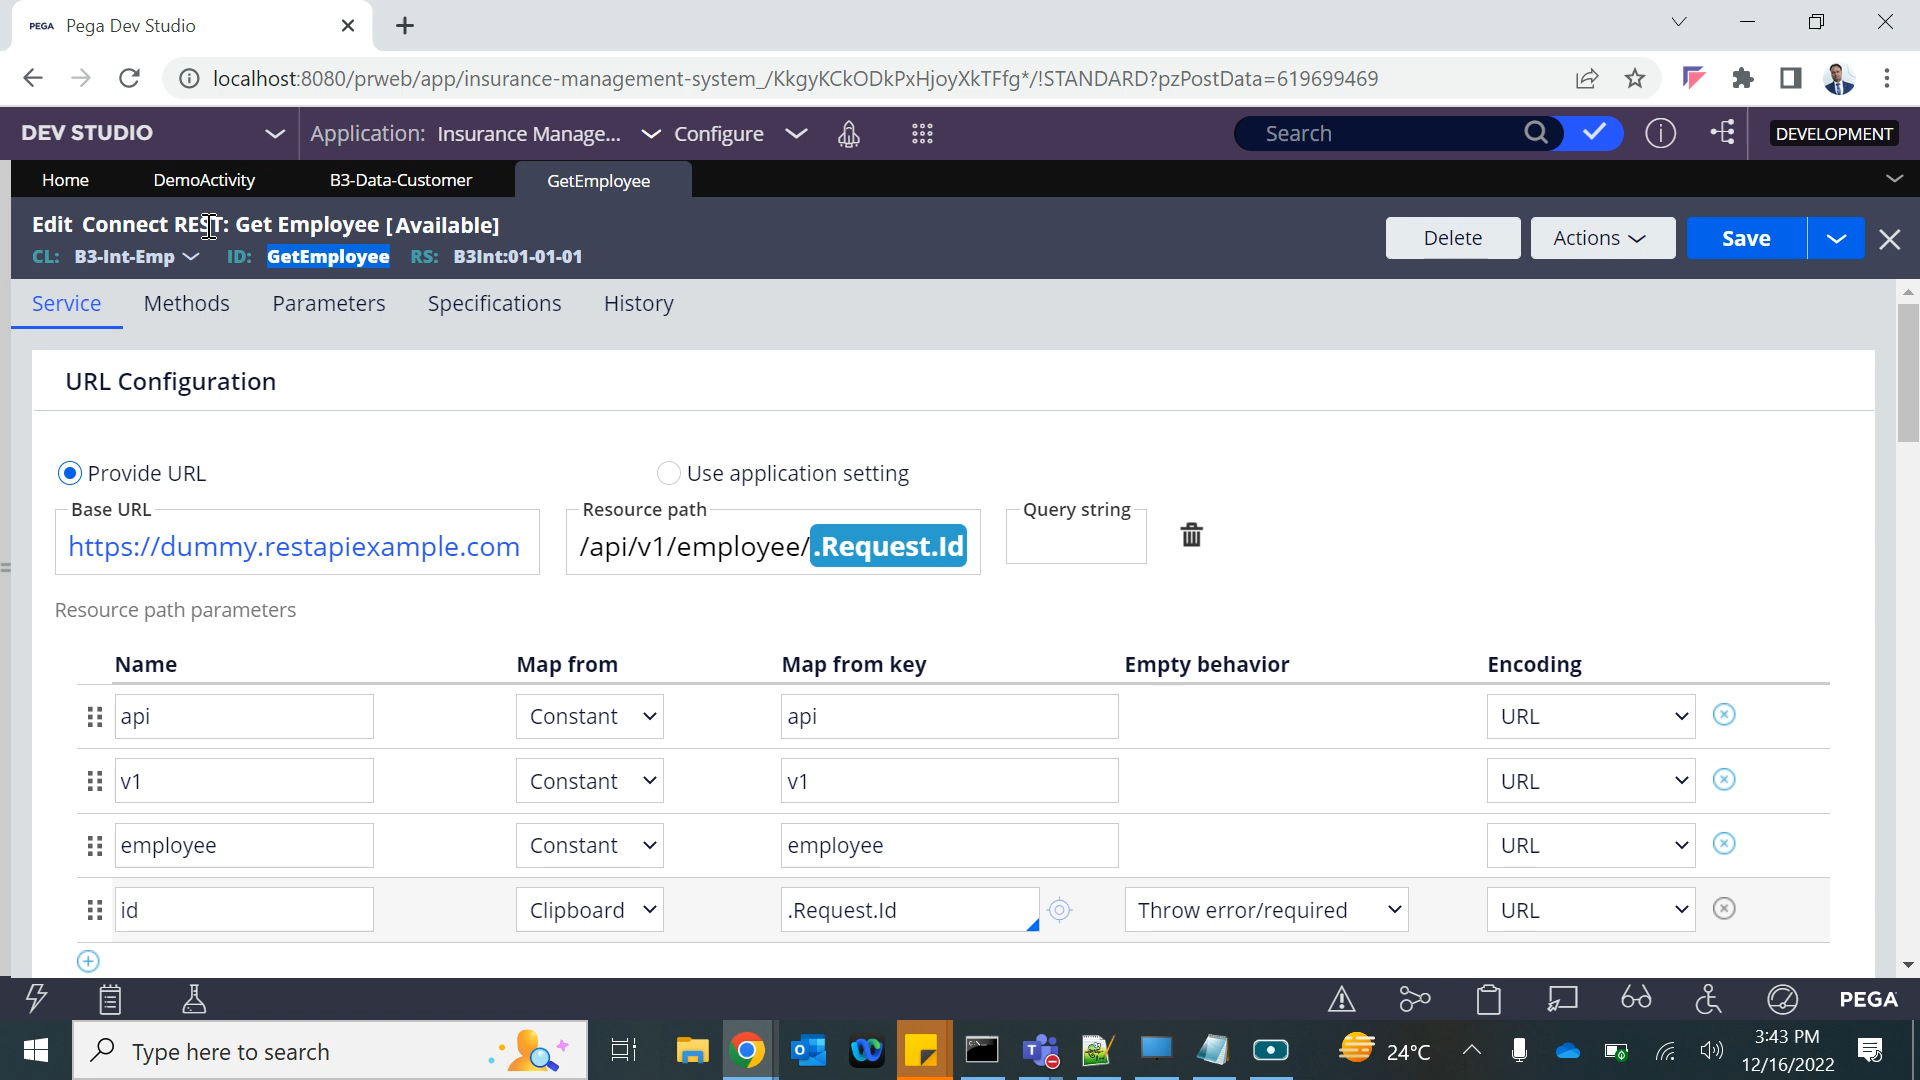 PEGA Pega Dev Studio
localhost:8080/prweb/app/insurance-management-system_/KkgyKCkODkPxHjoyXkTFfg*/!STANDARD?pzPostData=619699469
DEV STUDIO Application: Insurance Manage... Configure Search DEVELOPMENT
Home DemoActivity B3-Data-Customer GetEmployee
Edit Connect REST: Get Employee [Available]
CL: B3-Int-Emp ID: GetEmployee RS: B3Int:01-01-01
Delete Actions Save
Service Methods Parameters Specifications History
URL Configuration
Provide URL Use application setting
Base URL Resource path Query string
https://dummy.restapiexample.com /api/v1/employee/.Request.Id
Resource path parameters
Name Map from Map from key Empty behavior Encoding
api Constant api URL
v1 Constant v1 URL
employee Constant employee URL
id Clipboard .Request.Id Throw error/required URL
PEGA
Type here to search 24°C 3:43 PM
12/16/2022